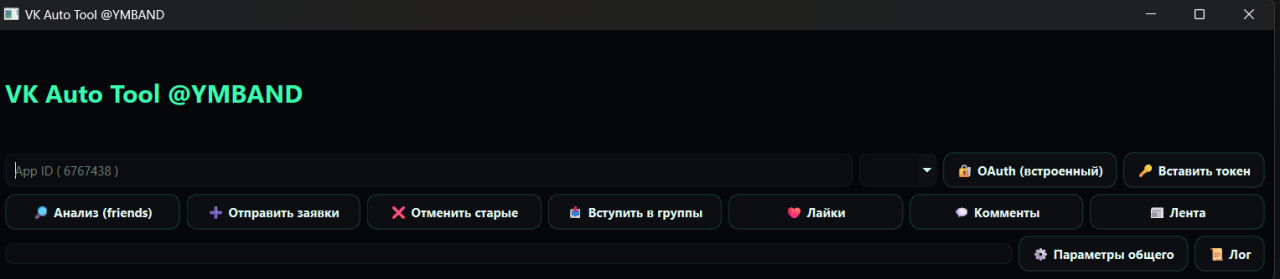 VK Auto Tool @YMBAND
VK Auto Tool @YMBAND
App ID ( 6767438 ) OAuth (встроенный) Вставить токен
Анализ (friends) Отправить заявки Отменить старые Вступить в группы Лайки Комменты Лента
Параметры общего Лог